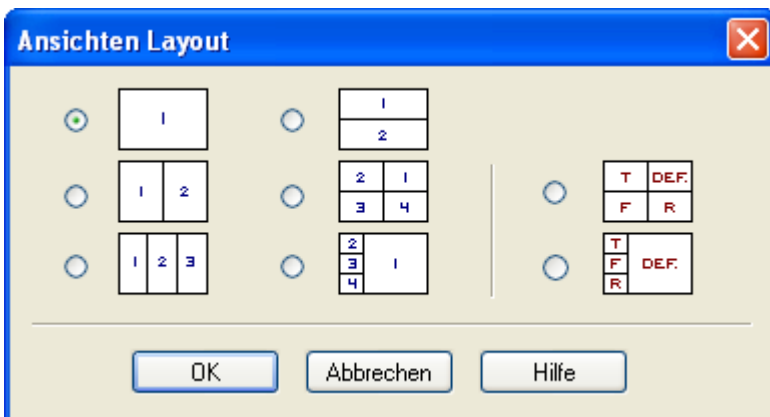 Ansichten Layout
1
1
2
1 2
2 1
3 4
T DEF.
F R
1 2 3
2
3
4
1
T
F
R
DEF.
OK Abbrechen Hilfe